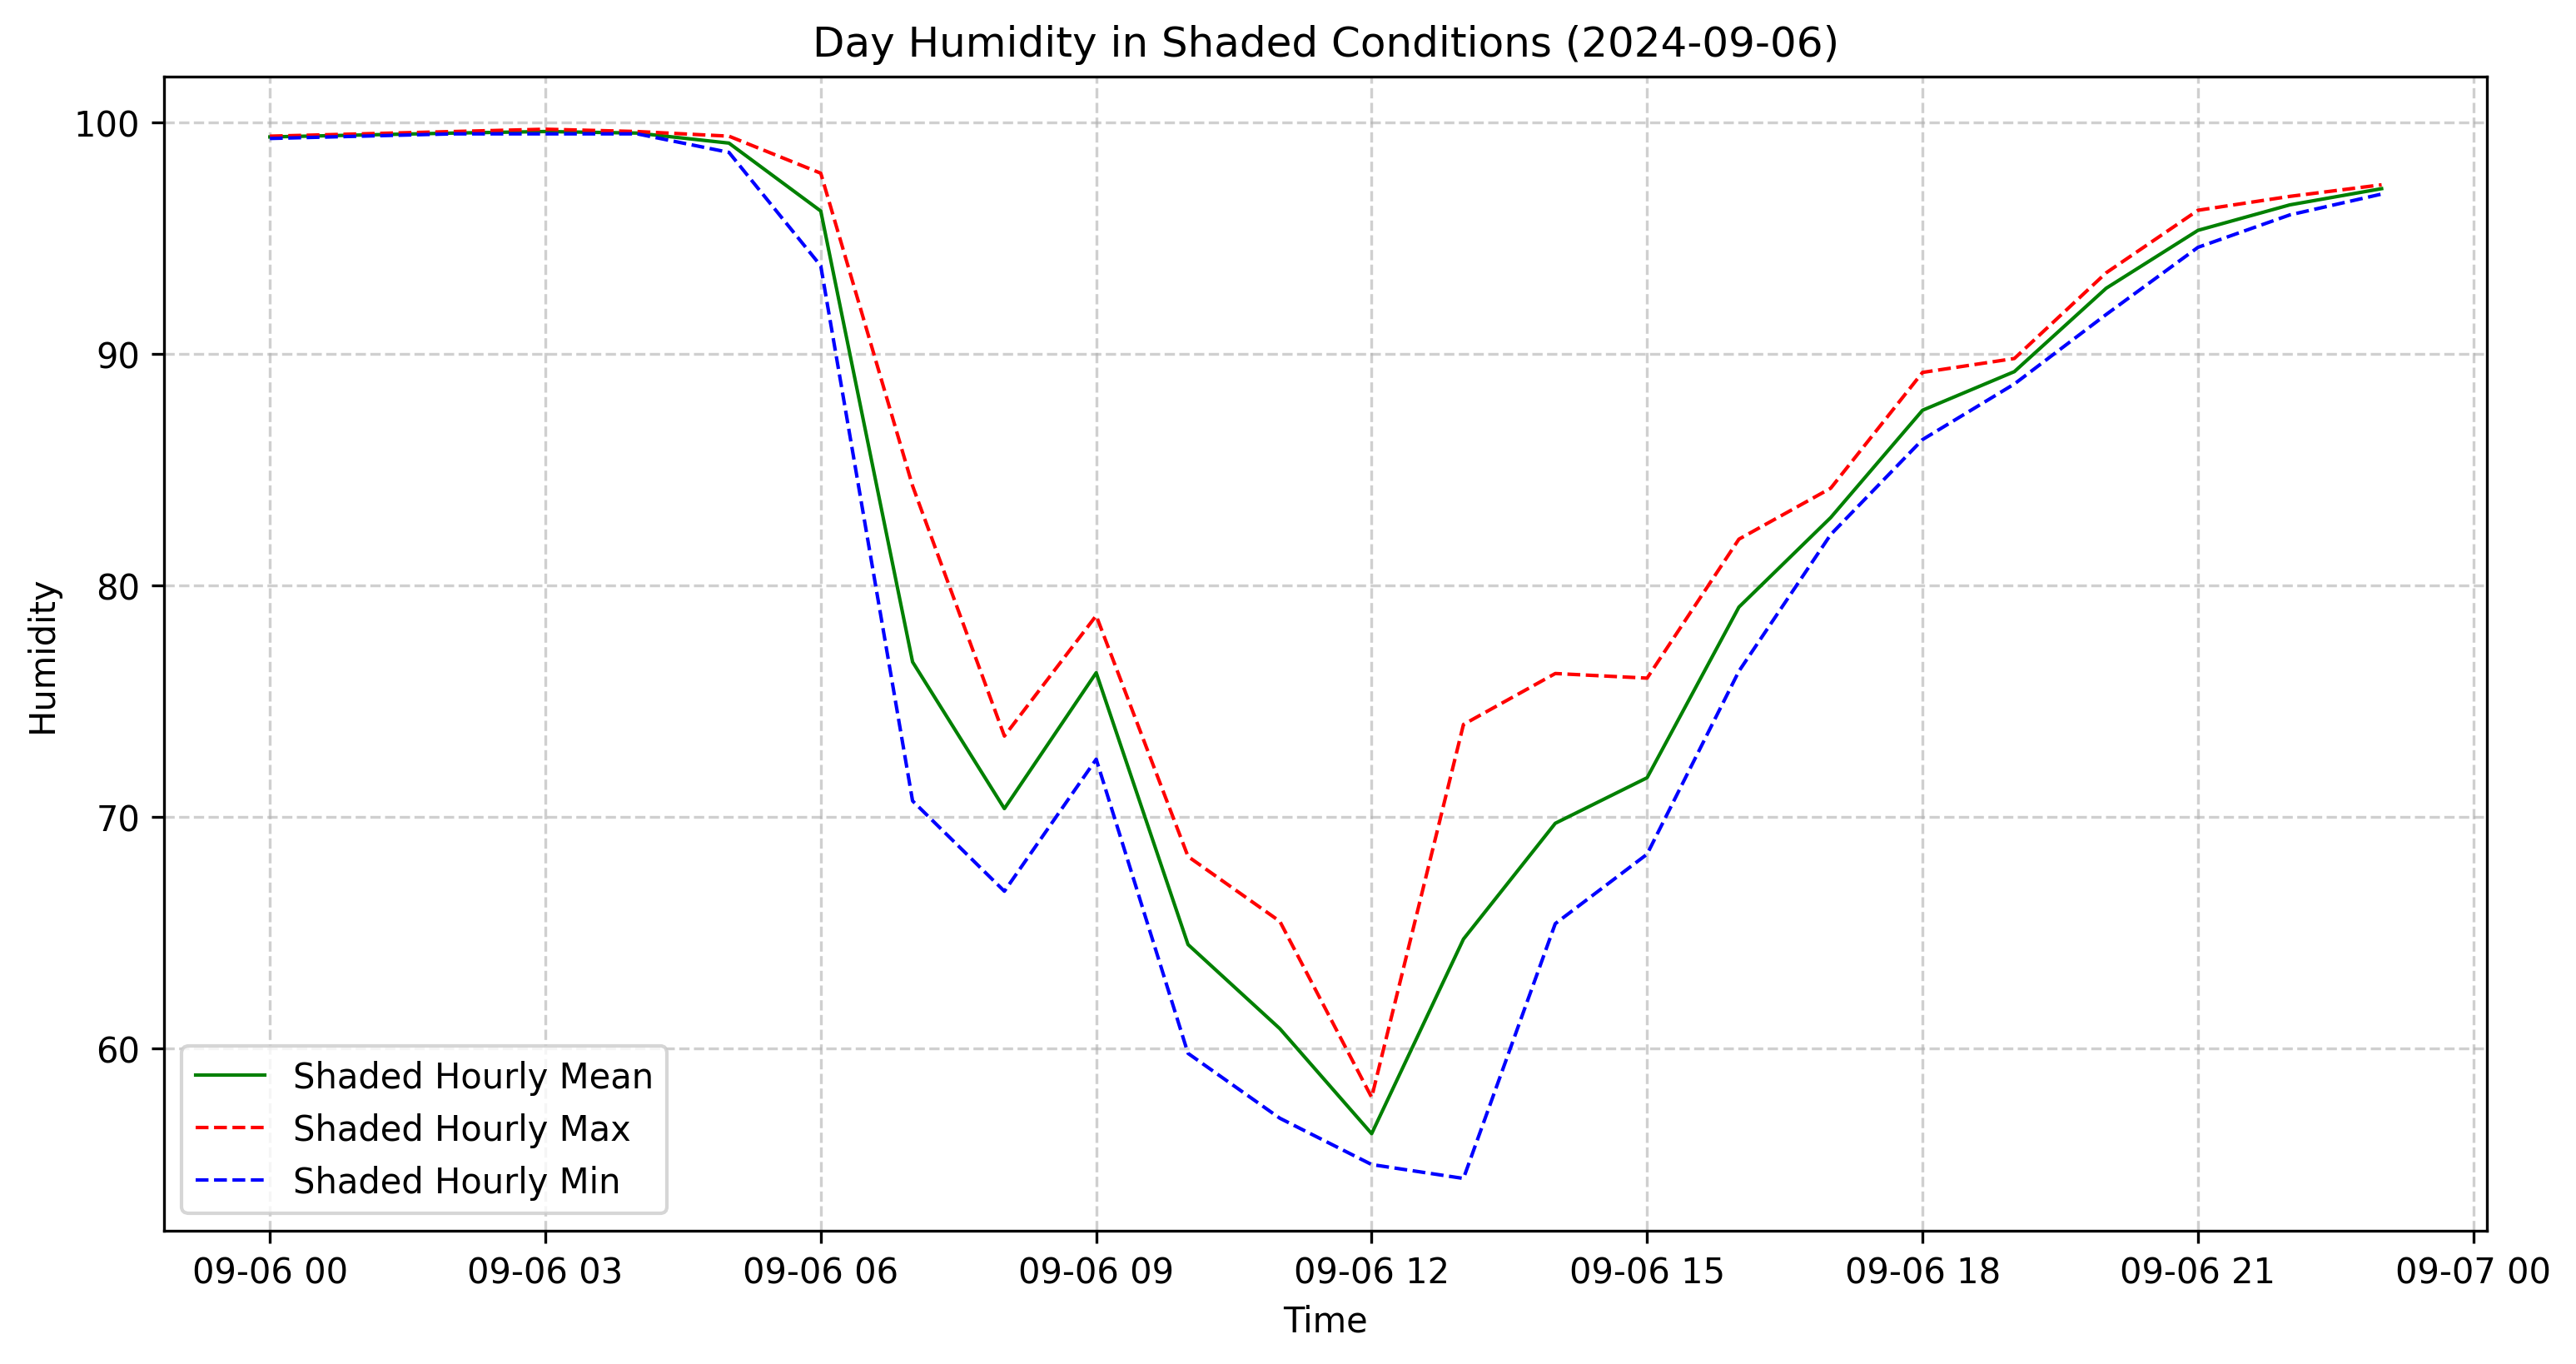 Day Humidity in Shaded Conditions (2024-09-06)
Humidity
100
90
80
70
60
Shaded Hourly Mean
Shaded Hourly Max
Shaded Hourly Min
09-06 00 09-06 03 09-06 06 09-06 09 09-06 12 09-06 15 09-06 18 09-06 21 09-07 00
Time